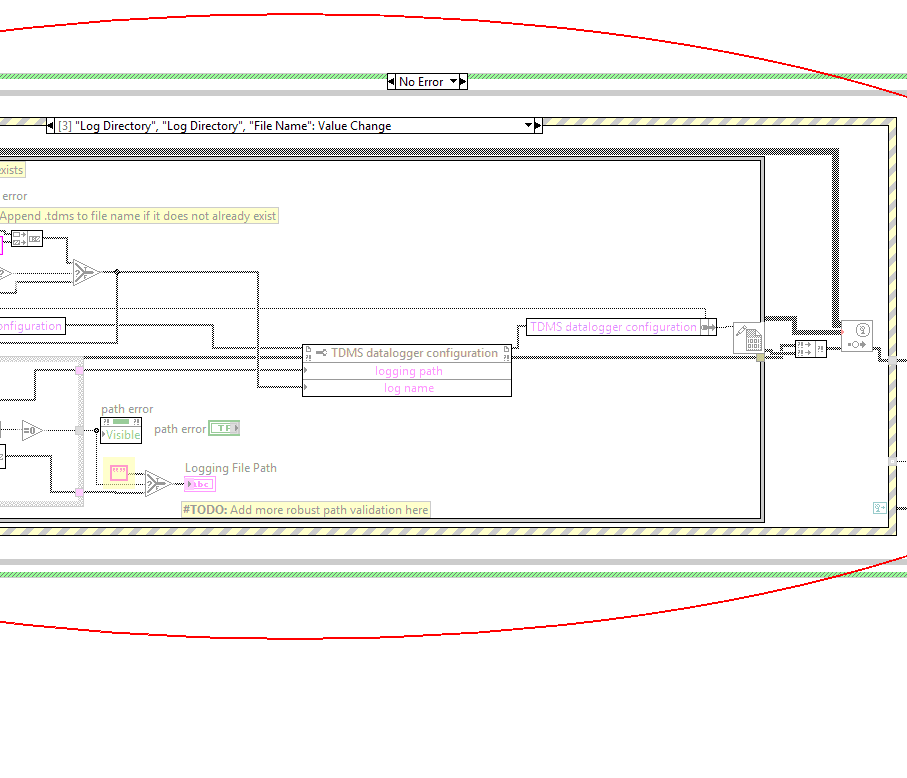 No Error
[3] "Log Directory", "Log Directory", "File Name": Value Change
exists
error
Append .tdms to file name if it does not already exist
onfiguration
TDMS datalogger configuration
TDMS datalogger configuration
logging path
log name
path error
Visible
path error
TF
Logging File Path
abc
#TODO: Add more robust path validation here